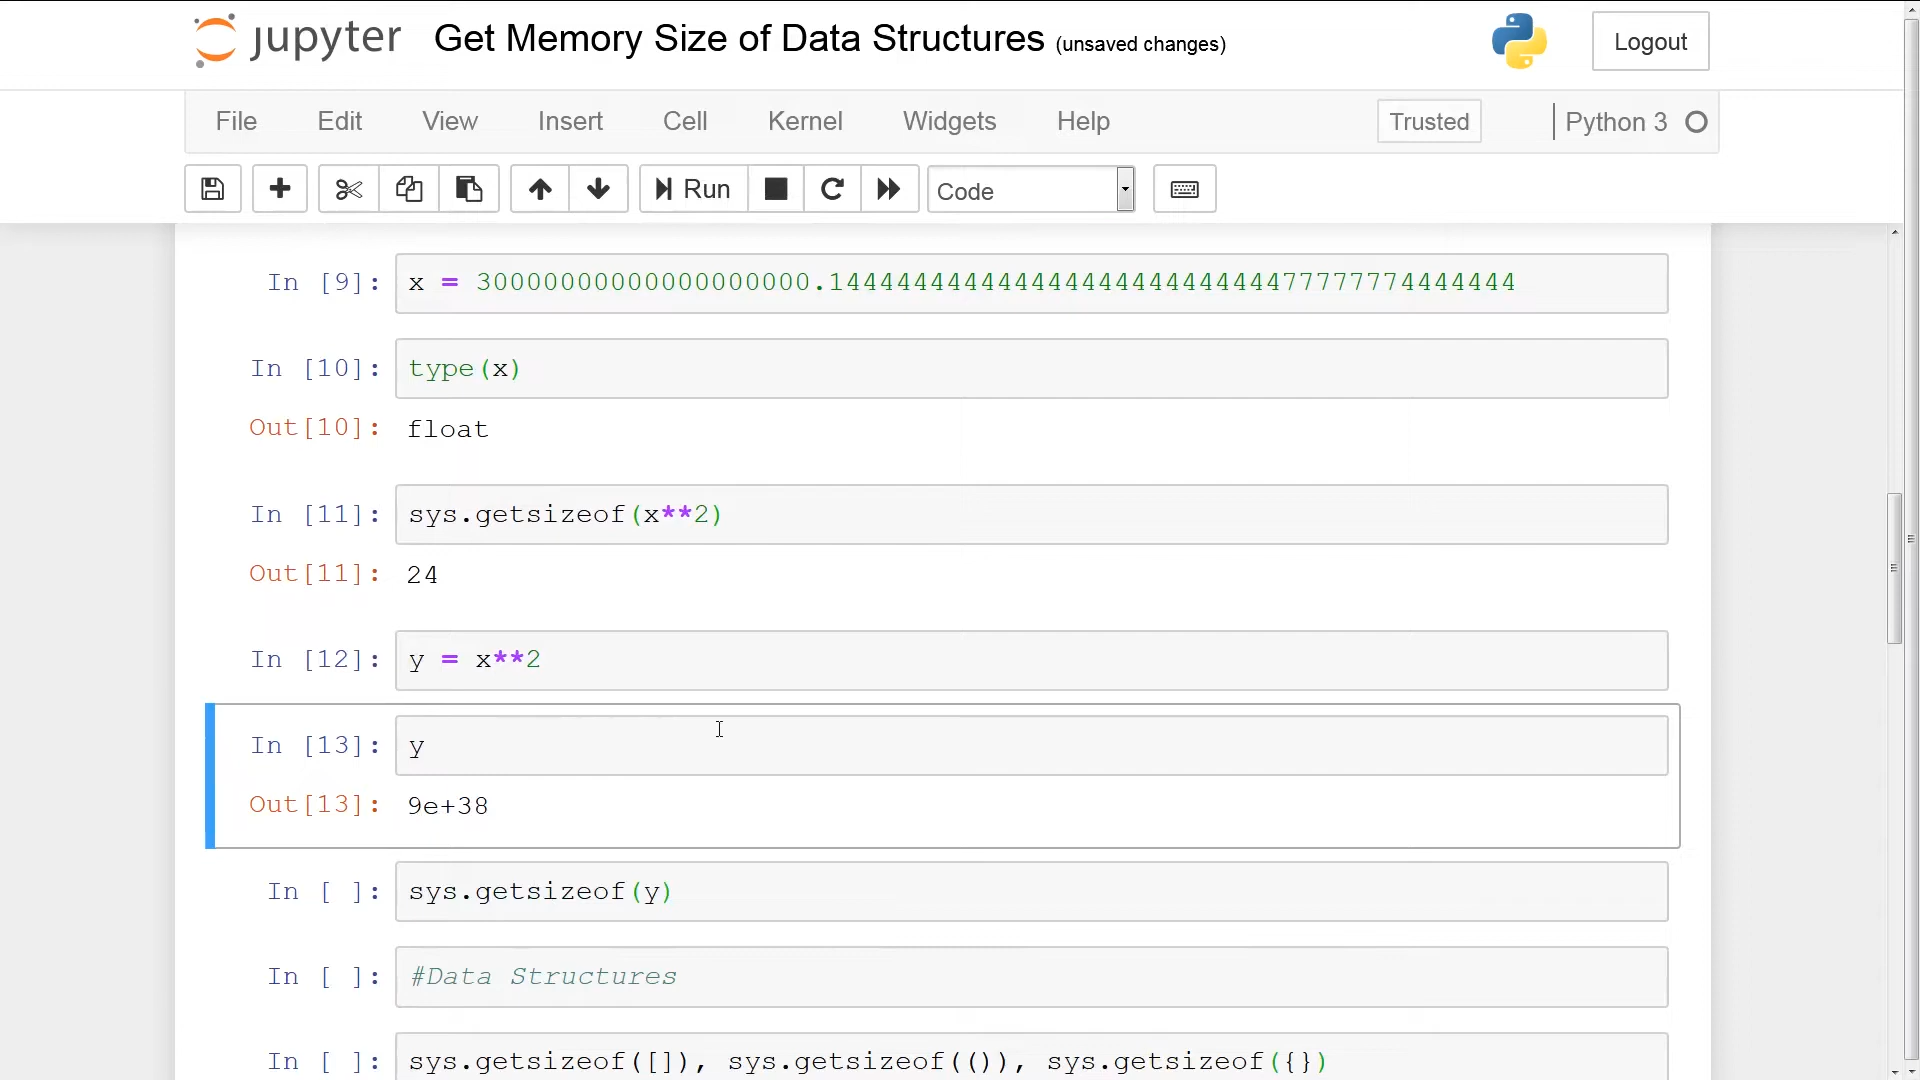 jupyter Get Memory Size of Data Structures (unsaved changes) Logout
File Edit View Insert Cell Kernel Widgets Help Trusted Python 3
Run Code
In [9]: x = 30000000000000000000.14444444444444444444444444477777774444444
In [10]: type(x)
Out[10]: float
In [11]: sys.getsizeof(x**2)
Out[11]: 24
In [12]: y = x**2
In [13]: y
Out[13]: 9e+38
In [ ]: sys.getsizeof(y)
In [ ]: #Data Structures
In [ ]: sys.getsizeof([]), sys.getsizeof(()), sys.getsizeof({})